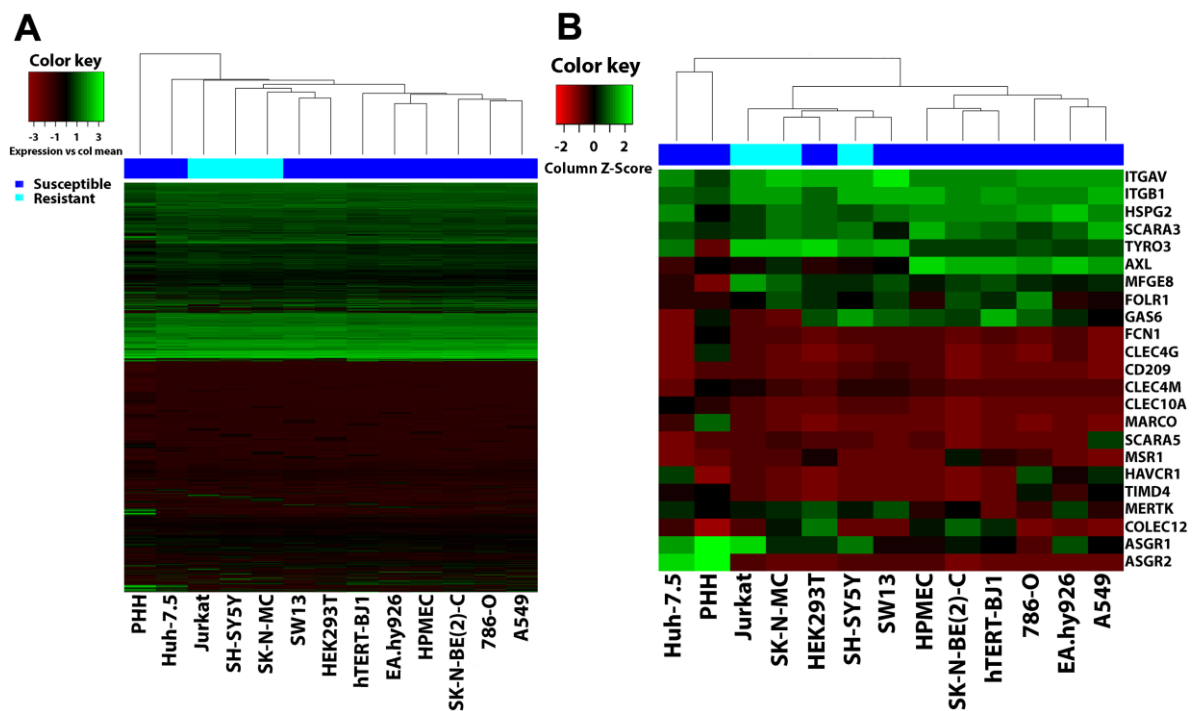 A
Color key
-3 -1 1 3
Expression vs col mean
Susceptible
Resistant
PHH
Huh-7.5
Jurkat
SH-SY5Y
SK-N-MC
SW13
HEK293T
hTERT-BJ1
EA.hy926
HPMEC
SK-N-BE(2)-C
786-O
A549
B
Color key
-2 0 2
Column Z-Score
ITGAV
ITGB1
HSPG2
SCARA3
TYRO3
AXL
MFGE8
FOLR1
GAS6
FCN1
CLEC4G
CD209
CLEC4M
CLEC10A
MARCO
SCARA5
MSR1
HAVCR1
TIMD4
MERTK
COLEC12
ASGR1
ASGR2
Huh-7.5
PHH
Jurkat
SK-N-MC
HEK293T
SH-SY5Y
SW13
HPMEC
SK-N-BE(2)-C
hTERT-BJ1
786-O
EA.hy926
A549